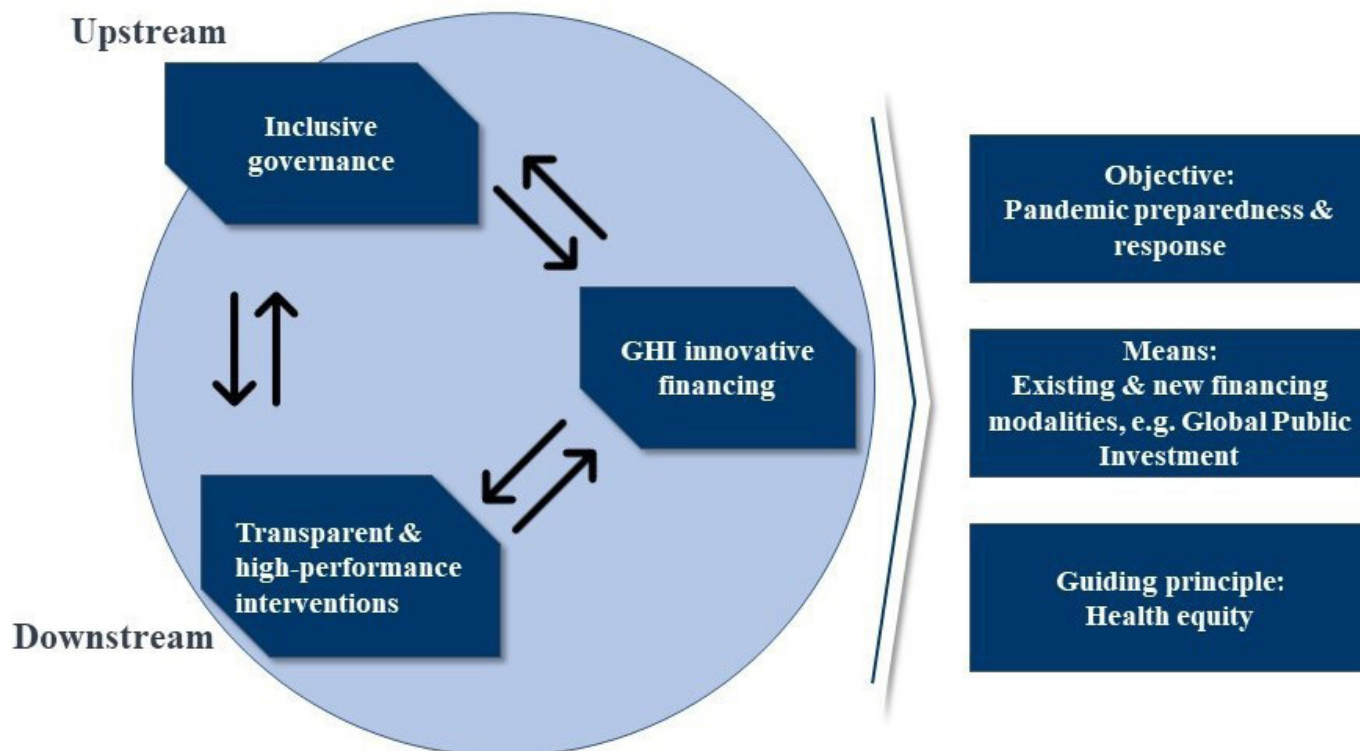 Upstream
Inclusive
governance
GHI innovative
financing
Transparent &
high-performance
interventions
Downstream
Objective:
Pandemic preparedness &
response
Means:
Existing & new financing
modalities, e.g. Global Public
Investment
Guiding principle:
Health equity